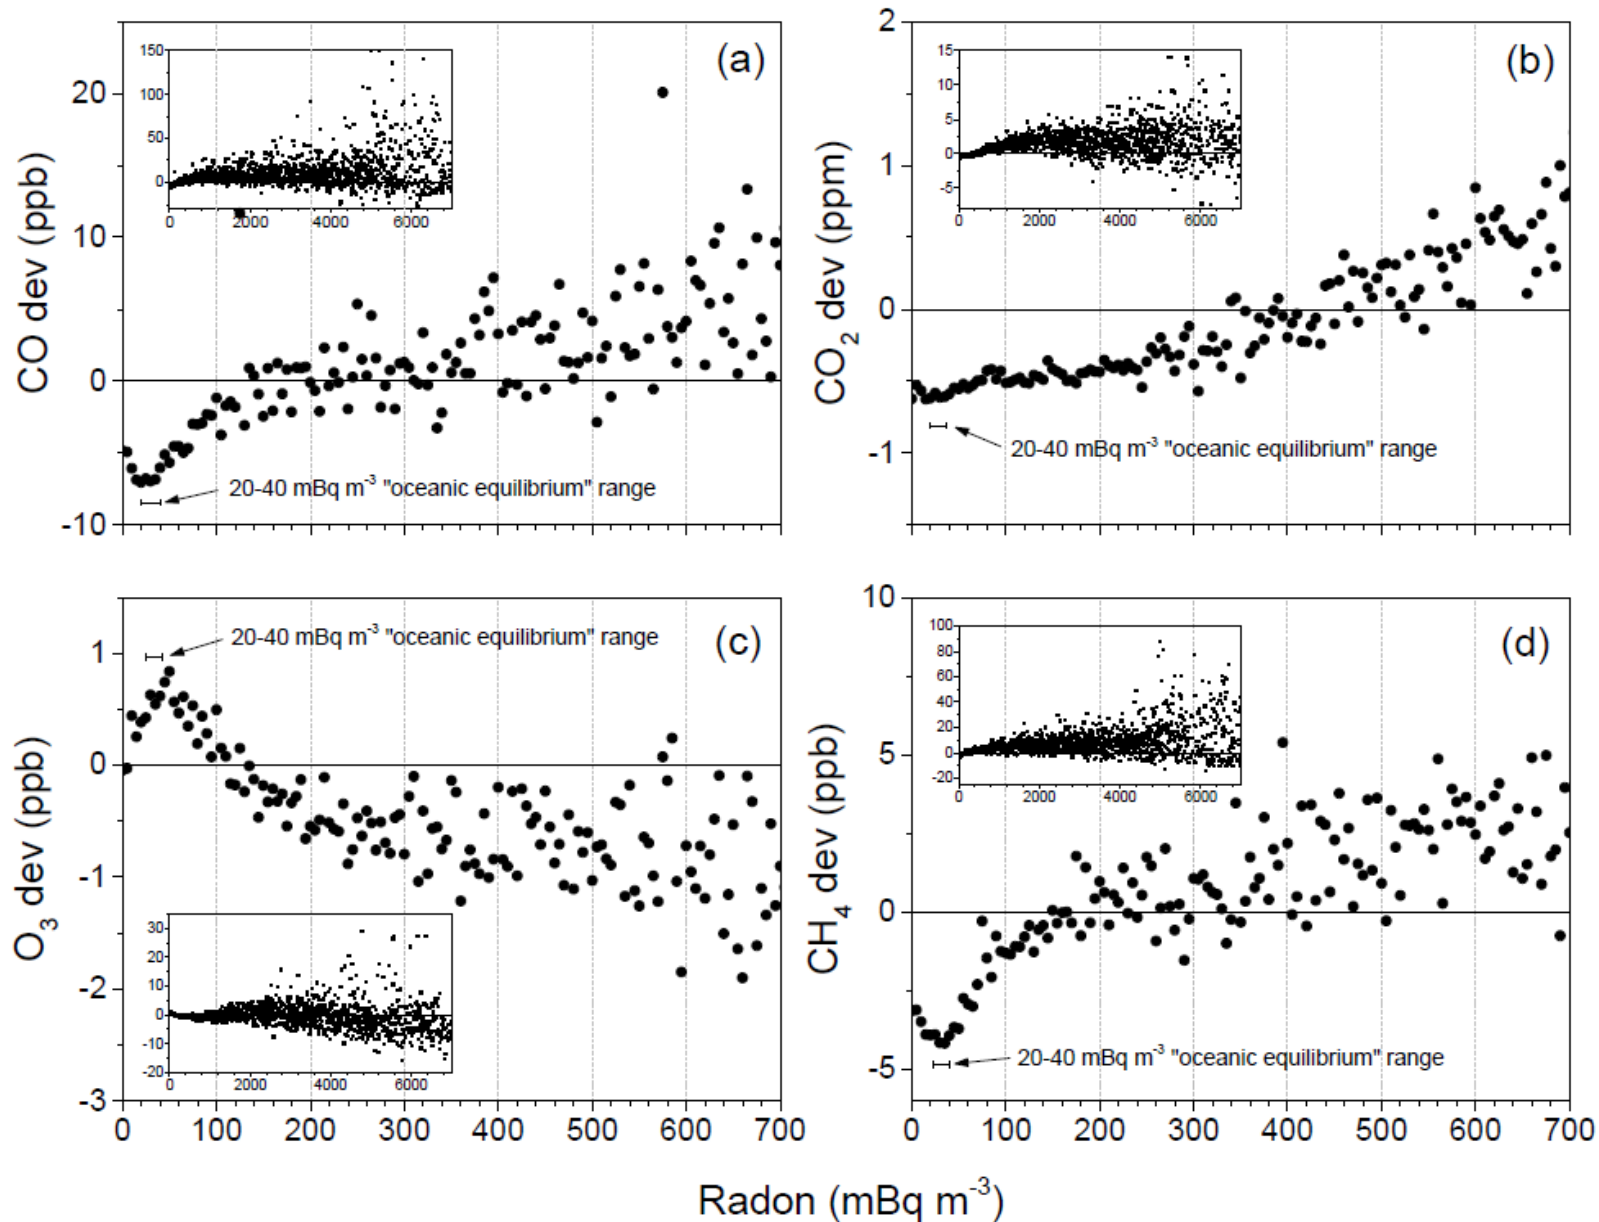 (a)
CO dev (ppb)
20
10
0
-10
150
100
50
0
0 2000 4000 6000
20-40 mBq m⁻³ "oceanic equilibrium" range
(b)
CO₂ dev (ppm)
2
1
0
-1
15
10
5
0
-5
0 2000 4000 6000
20-40 mBq m⁻³ "oceanic equilibrium" range
(c)
O₃ dev (ppb)
1
0
-1
-2
-3
20-40 mBq m⁻³ "oceanic equilibrium" range
30
20
10
0
-10
-20
0 2000 4000 6000
0 100 200 300 400 500 600 700
(d)
CH₄ dev (ppb)
10
5
0
-5
100
80
60
40
20
0
-20
0 2000 4000 6000
20-40 mBq m⁻³ "oceanic equilibrium" range
0 100 200 300 400 500 600 700
Radon (mBq m⁻³)